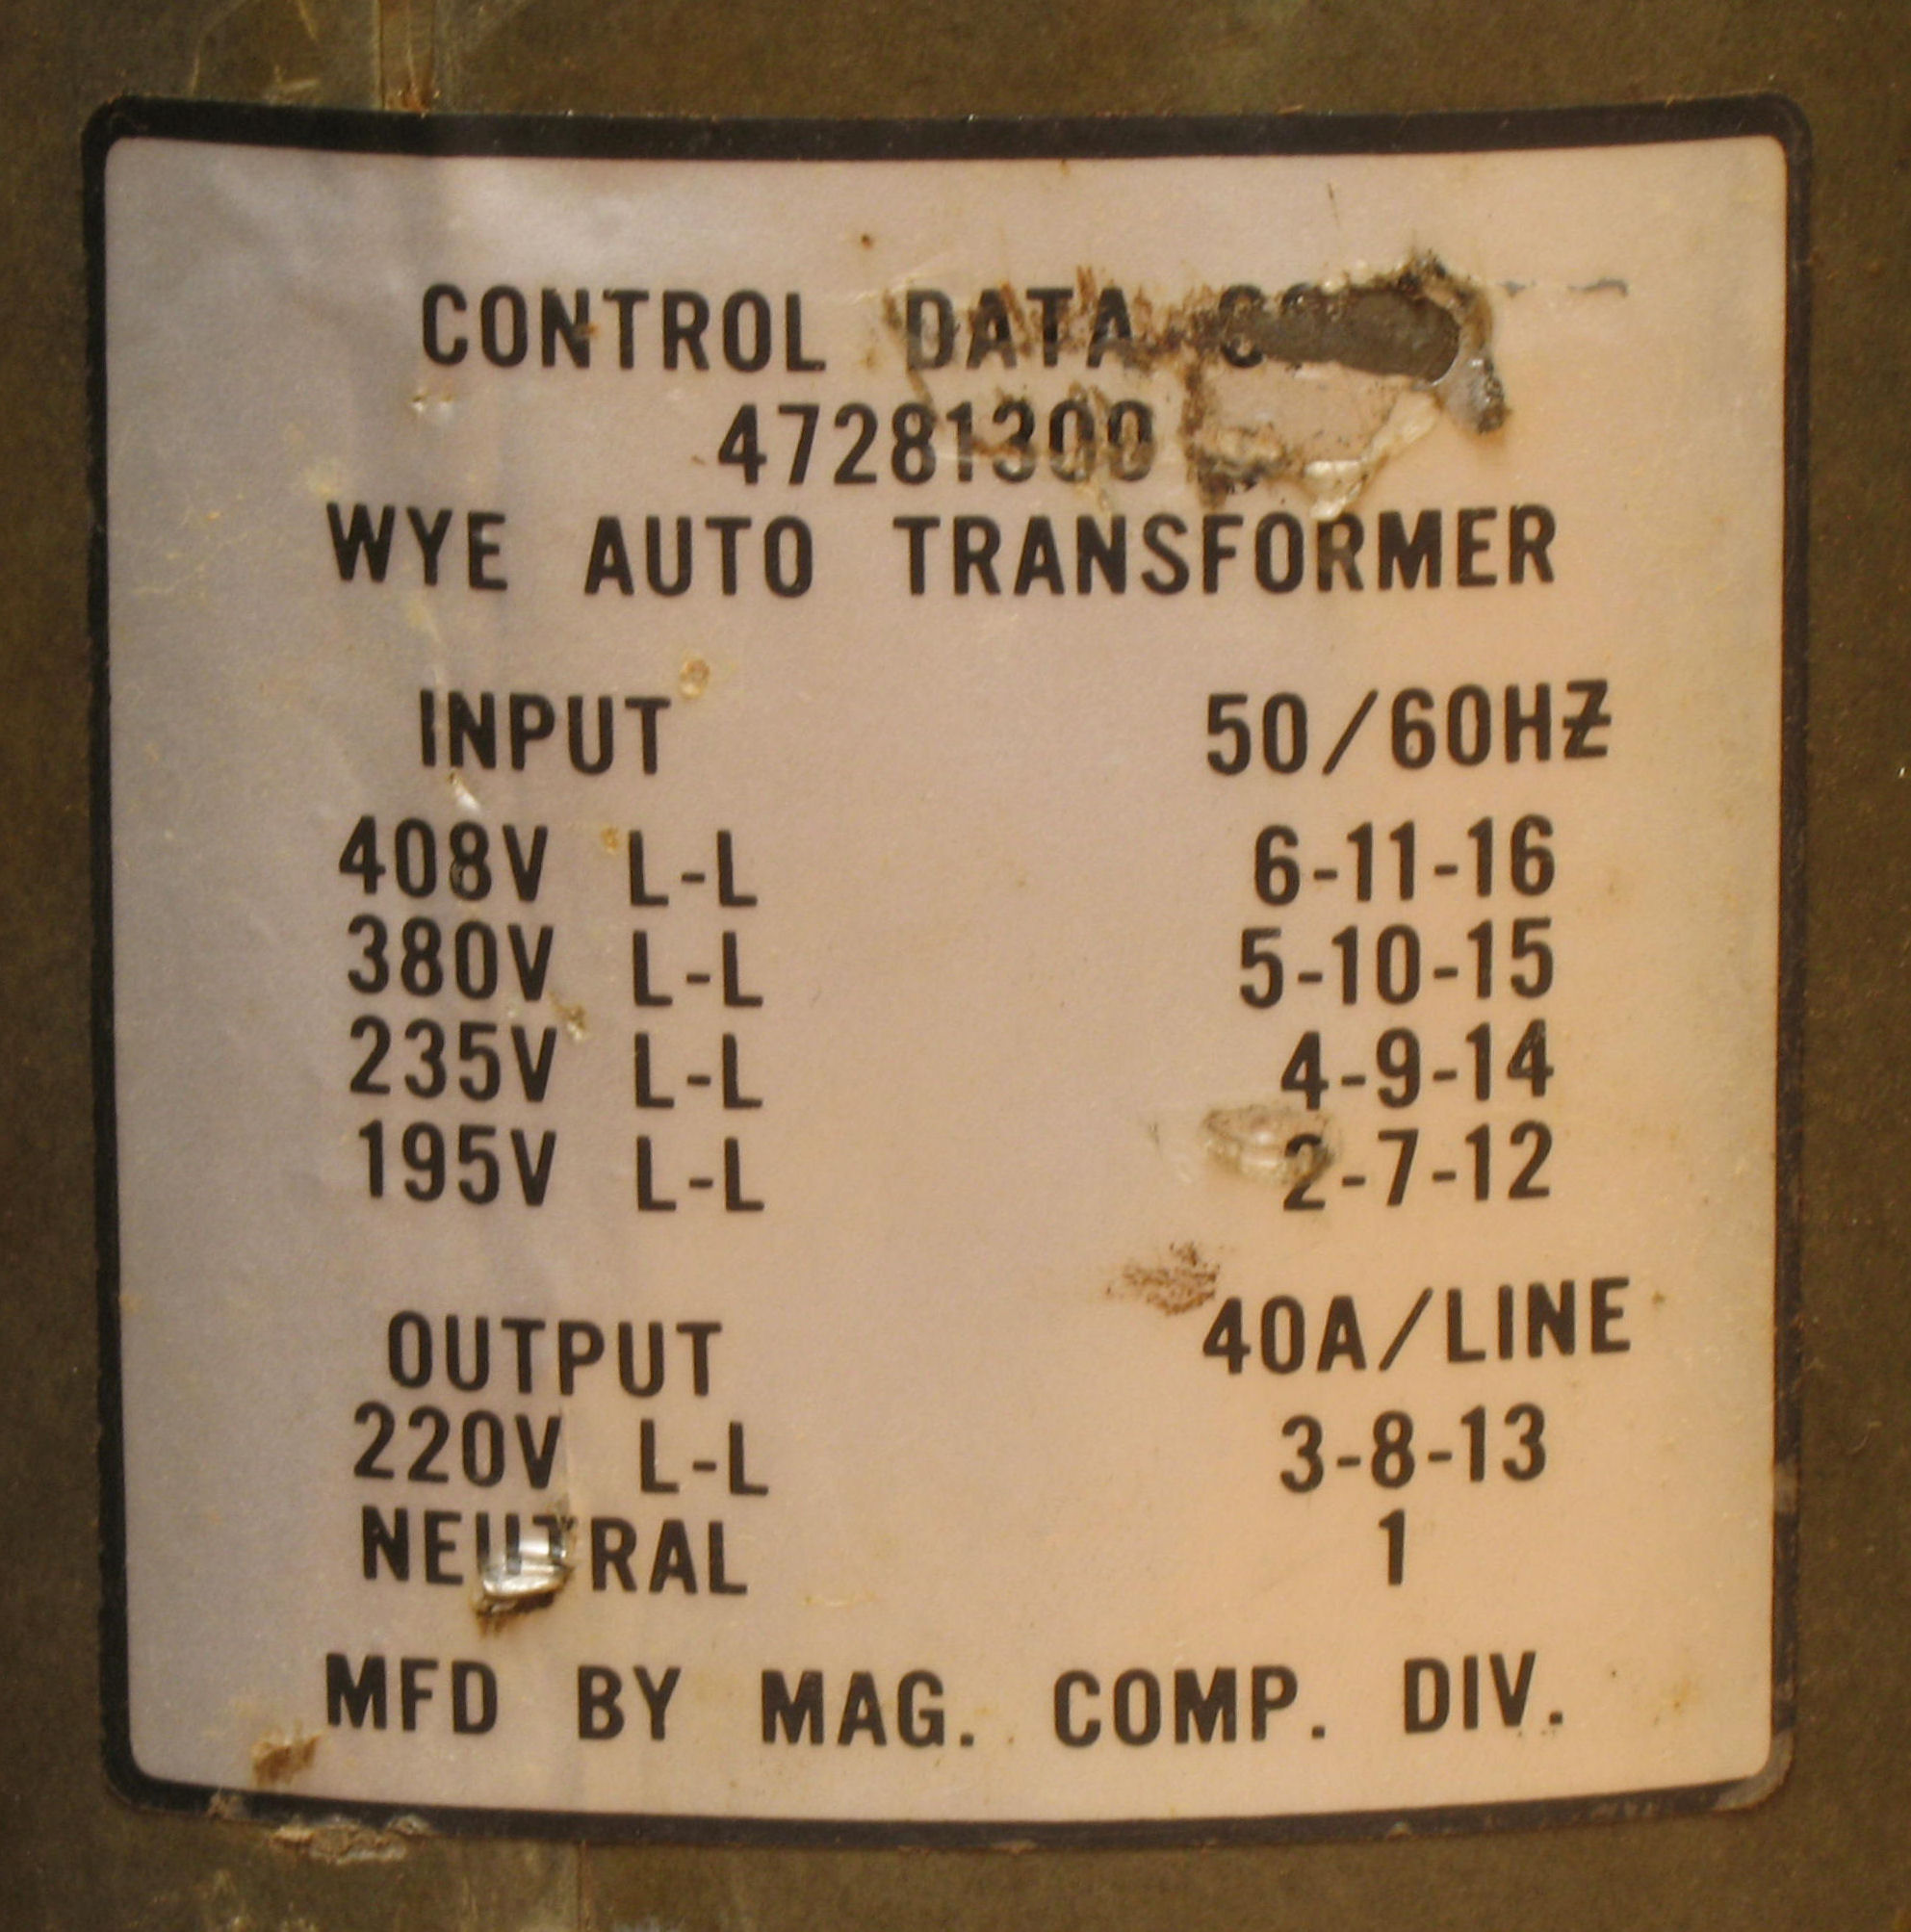 CONTROL DATA
47281300
WYE AUTO TRANSFORMER
INPUT 50/60HZ
408V L-L 6-11-16
380V L-L 5-10-15
235V L-L 4-9-14
195V L-L 2-7-12
OUTPUT 40A/LINE
220V L-L 3-8-13
NEUTRAL 1
MFD BY MAG. COMP. DIV.